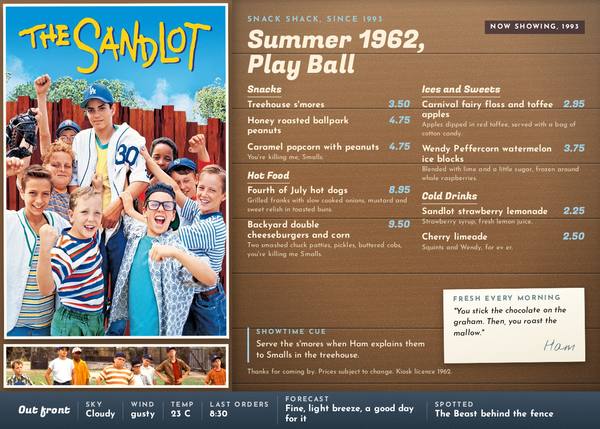 THE SANDLOT
30
SNACK SHACK, SINCE 1993
NOW SHOWING, 1993
Summer 1962,
Play Ball
Snacks
Treehouse s'mores 3.50
Honey roasted ballpark 4.75
peanuts
Caramel popcorn with peanuts 4.75
You're killing me, Smalls.
Hot Food
Fourth of July hot dogs 8.95
Grilled franks with slow cooked onions, mustard and
sweet relish in toasted buns.
Backyard double 9.50
cheeseburgers and corn
Two smashed chuck patties, pickles, buttered cobs,
you're killing me Smalls.
Ices and Sweets
Carnival fairy floss and toffee 2.95
apples
Apples dipped in red toffee, served with a bag of
cotton candy.
Wendy Peffercorn watermelon 3.75
ice blocks
Blended with lime and a little sugar, frozen around
whole raspberries.
Cold Drinks
Sandlot strawberry lemonade 2.25
Strawberry syrup, fresh lemon juice.
Cherry limeade 2.50
Squints and Wendy, for ev er.
SHOWTIME CUE
Serve the s'mores when Ham explains them
to Smalls in the treehouse.
FRESH EVERY MORNING
"You stick the chocolate on the
graham. Then, you roast the
mallow."
Ham
Thanks for coming by. Prices subject to change. Kiosk licence 1962.
Out front
SKY
Cloudy
WIND
gusty
TEMP
23 C
LAST ORDERS
8:30
FORECAST
Fine, light breeze, a good day
for it
SPOTTED
The Beast behind the fence